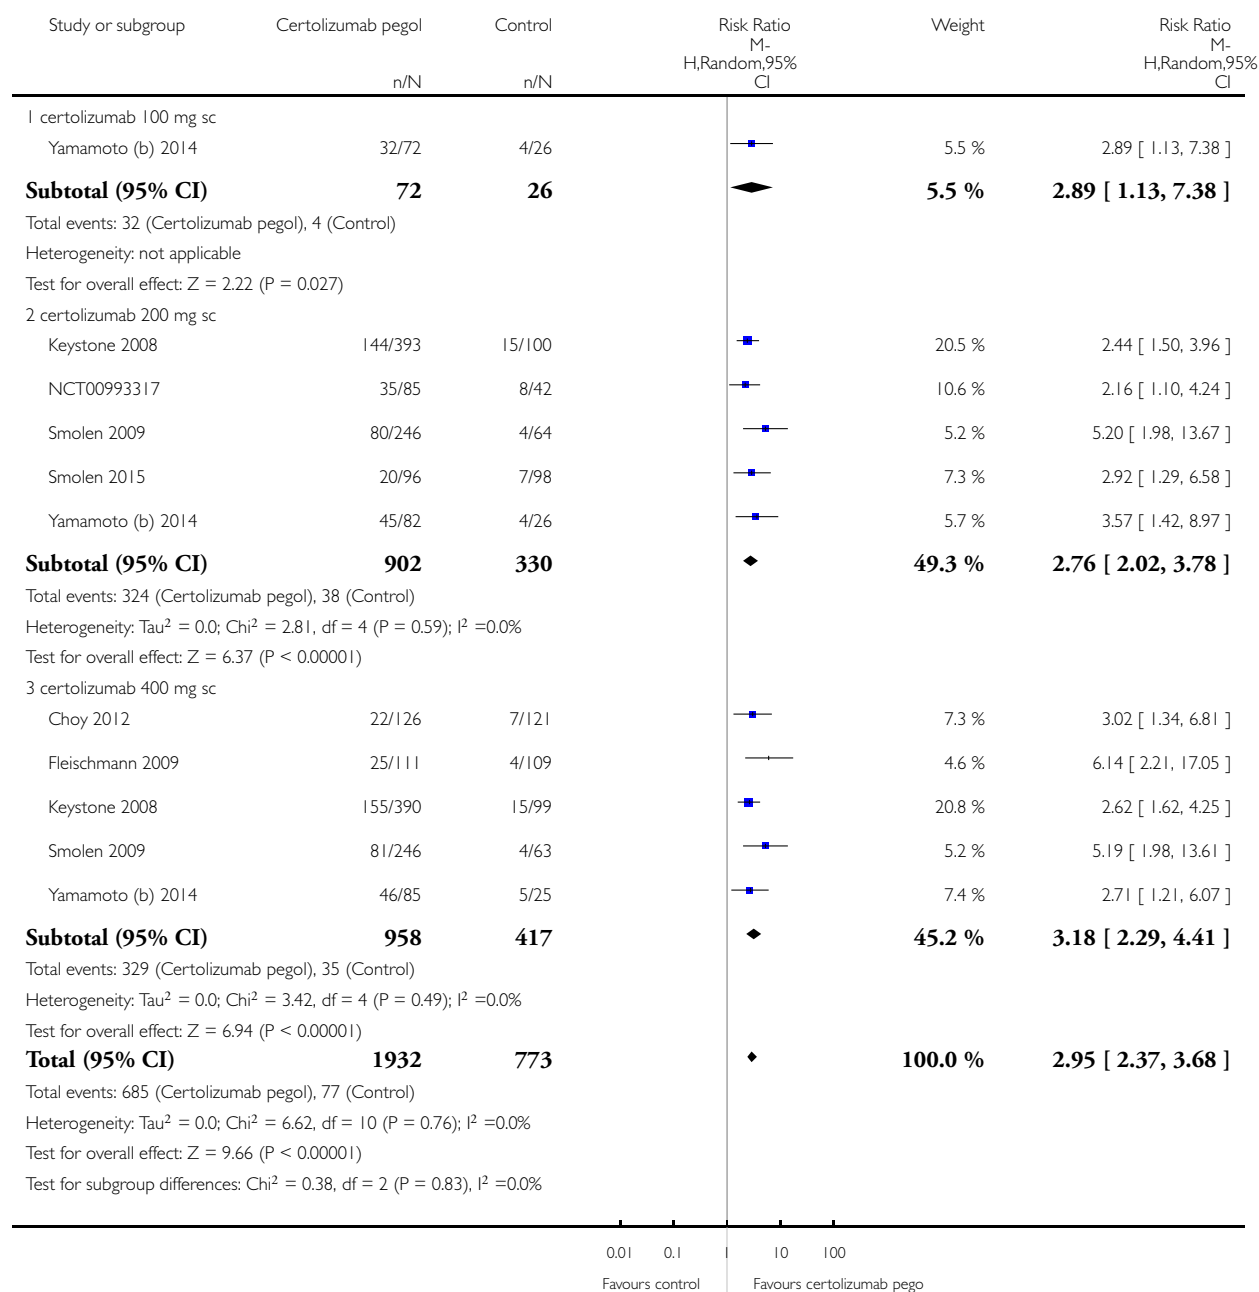 Study or subgroup Certolizumab pegol Control Risk Ratio Weight Risk Ratio
M- M-
H,Random,95% H,Random,95%
n/N n/N CI CI
1 certolizumab 100 mg sc
Yamamoto (b) 2014 32/72 4/26 5.5 % 2.89 [ 1.13, 7.38 ]
Subtotal (95% CI) 72 26 5.5 % 2.89 [ 1.13, 7.38 ]
Total events: 32 (Certolizumab pegol), 4 (Control)
Heterogeneity: not applicable
Test for overall effect: Z = 2.22 (P = 0.027)
2 certolizumab 200 mg sc
Keystone 2008 144/393 15/100 20.5 % 2.44 [ 1.50, 3.96 ]
NCT00993317 35/85 8/42 10.6 % 2.16 [ 1.10, 4.24 ]
Smolen 2009 80/246 4/64 5.2 % 5.20 [ 1.98, 13.67 ]
Smolen 2015 20/96 7/98 7.3 % 2.92 [ 1.29, 6.58 ]
Yamamoto (b) 2014 45/82 4/26 5.7 % 3.57 [ 1.42, 8.97 ]
Subtotal (95% CI) 902 330 49.3 % 2.76 [ 2.02, 3.78 ]
Total events: 324 (Certolizumab pegol), 38 (Control)
Heterogeneity: Tau² = 0.0; Chi² = 2.81, df = 4 (P = 0.59); I² =0.0%
Test for overall effect: Z = 6.37 (P < 0.00001)
3 certolizumab 400 mg sc
Choy 2012 22/126 7/121 7.3 % 3.02 [ 1.34, 6.81 ]
Fleischmann 2009 25/111 4/109 4.6 % 6.14 [ 2.21, 17.05 ]
Keystone 2008 155/390 15/99 20.8 % 2.62 [ 1.62, 4.25 ]
Smolen 2009 81/246 4/63 5.2 % 5.19 [ 1.98, 13.61 ]
Yamamoto (b) 2014 46/85 5/25 7.4 % 2.71 [ 1.21, 6.07 ]
Subtotal (95% CI) 958 417 45.2 % 3.18 [ 2.29, 4.41 ]
Total events: 329 (Certolizumab pegol), 35 (Control)
Heterogeneity: Tau² = 0.0; Chi² = 3.42, df = 4 (P = 0.49); I² =0.0%
Test for overall effect: Z = 6.94 (P < 0.00001)
Total (95% CI) 1932 773 100.0 % 2.95 [ 2.37, 3.68 ]
Total events: 685 (Certolizumab pegol), 77 (Control)
Heterogeneity: Tau² = 0.0; Chi² = 6.62, df = 10 (P = 0.76); I² =0.0%
Test for overall effect: Z = 9.66 (P < 0.00001)
Test for subgroup differences: Chi² = 0.38, df = 2 (P = 0.83), I² =0.0%
0.01 0.1 1 10 100
Favours control Favours certolizumab pego